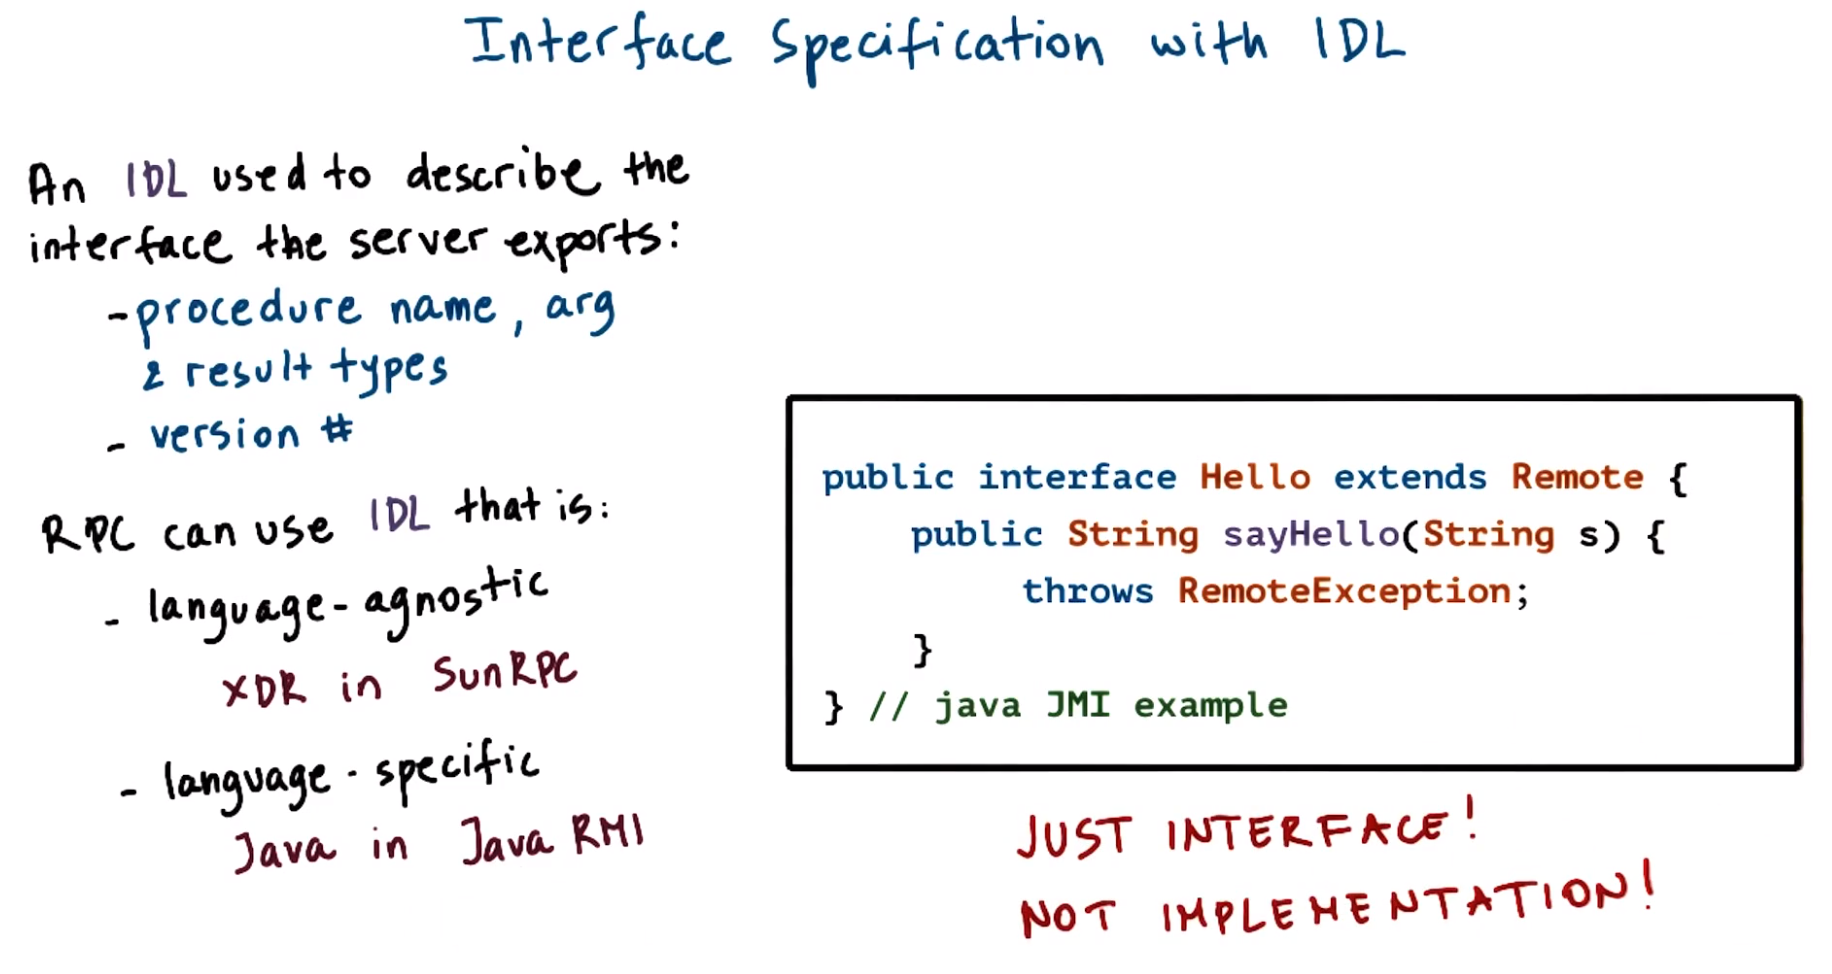 Interface Specification with IDL
An IDL used to describe the
interface the server exports:
- procedure name, arg
& result types
- version #
RPC can use IDL that is:
- language-agnostic
XDR in SunRPC
- language-specific
Java in Java RMI
public interface Hello extends Remote {
public String sayHello(String s) {
throws RemoteException;
}
} // java JMI example
JUST INTERFACE!
NOT IMPLEMENTATION!